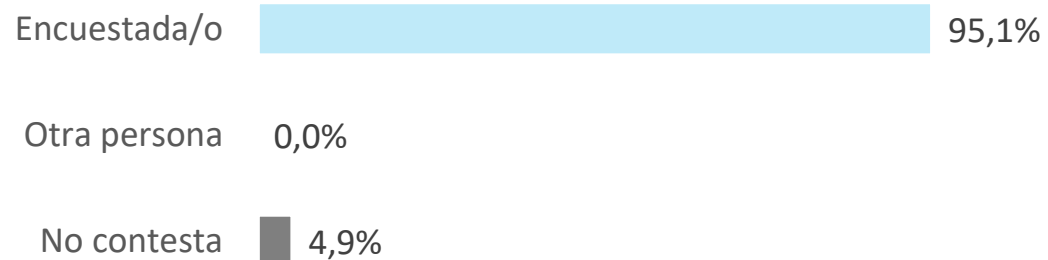 Encuestada/o 95,1%
Otra persona 0,0%
No contesta 4,9%